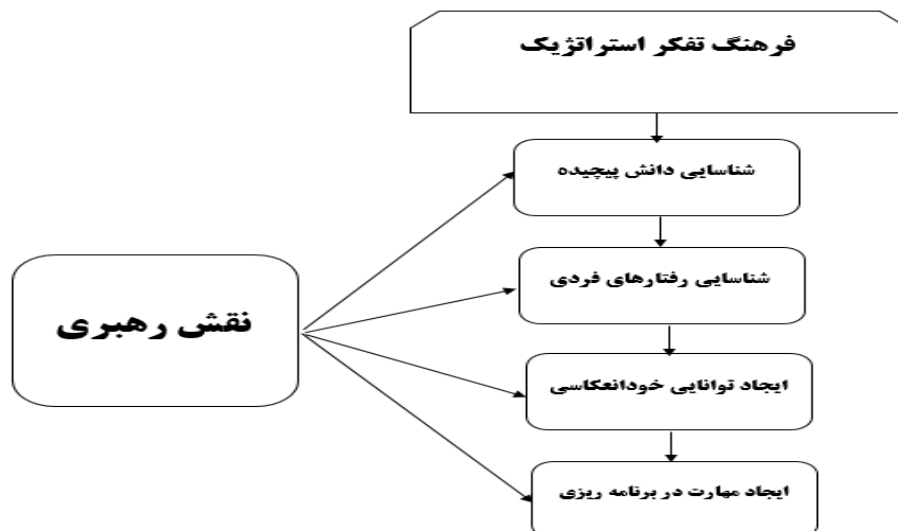 فرهنگ تفکر استراتژیک
شناسایی دانش پیچیده
شناسایی رفتارهای فردی
نقش رهبری
ایجاد توانایی خودانعکاسی
ایجاد مهارت در برنامه ریزی